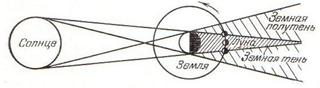 Земная
полутень
Солнце
Луна
Земля
Земная тень